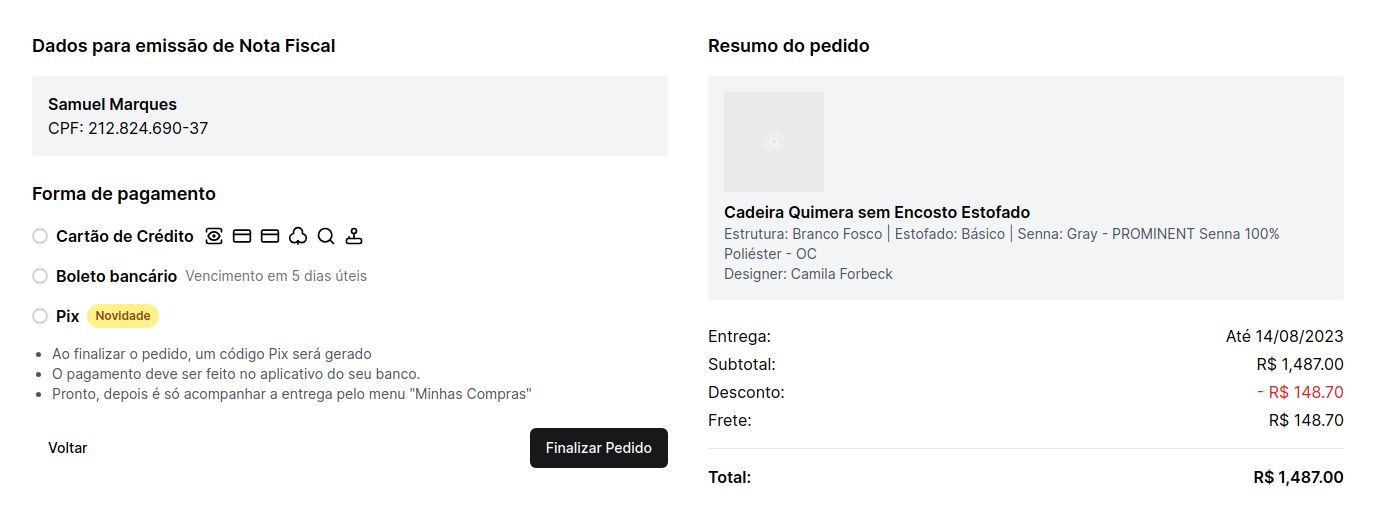 Dados para emissão de Nota Fiscal
Samuel Marques
CPF: 212.824.690-37
Forma de pagamento
Cartão de Crédito
Boleto bancário Vencimento em 5 dias úteis
Pix Novidade
• Ao finalizar o pedido, um código Pix será gerado
• O pagamento deve ser feito no aplicativo do seu banco.
• Pronto, depois é só acompanhar a entrega pelo menu "Minhas Compras"
Voltar Finalizar Pedido
Resumo do pedido
Cadeira Quimera sem Encosto Estofado
Estrutura: Branco Fosco | Estofado: Básico | Senna: Gray - PROMINENT Senna 100%
Poliéster - OC
Designer: Camila Forbeck
Entrega: Até 14/08/2023
Subtotal: R$ 1,487.00
Desconto: - R$ 148.70
Frete: R$ 148.70
Total: R$ 1,487.00